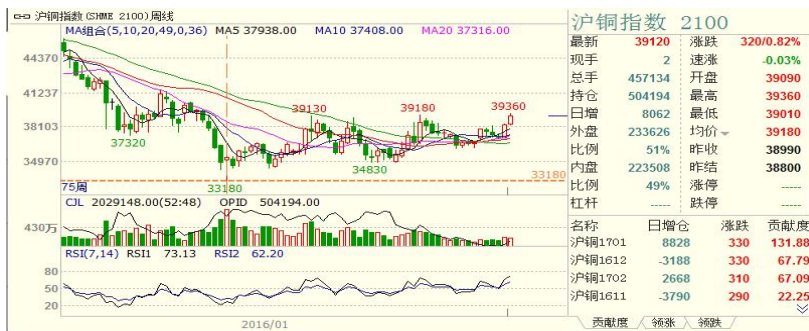 沪铜指数(SHME 2100)周线
MA组合(5,10,20,49,0,36) MA5 37938.00 MA10 37408.00 MA20 37316.00
44370
41237
38103
34970
39130
39180
39360
37320
34830
33180
33180
75周
CJL 2029148.00(52:48) OPID 504194.00
430万
RSI(7,14) RSI1 73.13 RSI2 62.20
80
50
20
2016/01
沪铜指数 2100
最新 39120 涨跌 320/0.82%
现手 2 速涨 -0.03%
总手 457134 开盘 39090
持仓 504194 最高 39360
日增 8062 最低 39010
外盘 233626 均价 39180
比例 51% 昨收 38990
内盘 223508 昨结 38800
比例 49% 涨停 -----
杠杆 ----- 跌停 -----
名称 日增仓 涨跌 贡献度
沪铜1701 8828 330 131.88
沪铜1612 -3188 330 67.79
沪铜1702 2668 310 67.09
沪铜1611 -3790 290 22.25
贡献度 领涨 领跌